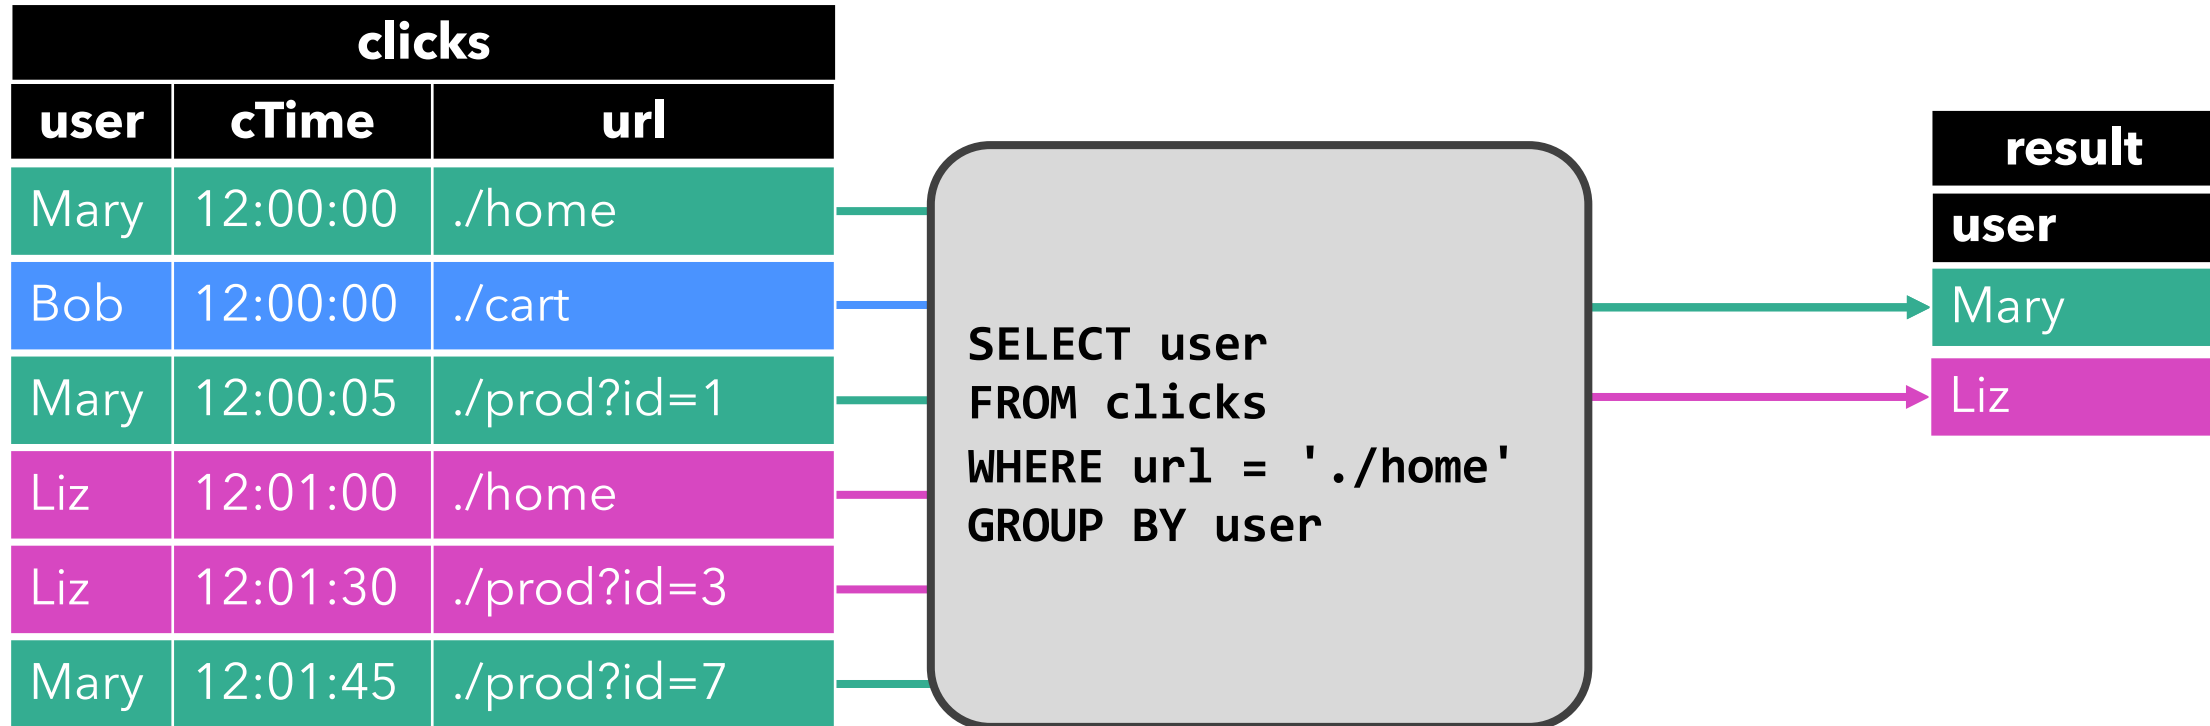 clicks
user cTime url
Mary 12:00:00 ./home
Bob 12:00:00 ./cart
Mary 12:00:05 ./prod?id=1
Liz 12:01:00 ./home
Liz 12:01:30 ./prod?id=3
Mary 12:01:45 ./prod?id=7
SELECT user
FROM clicks
WHERE url = './home'
GROUP BY user
result
user
Mary
Liz